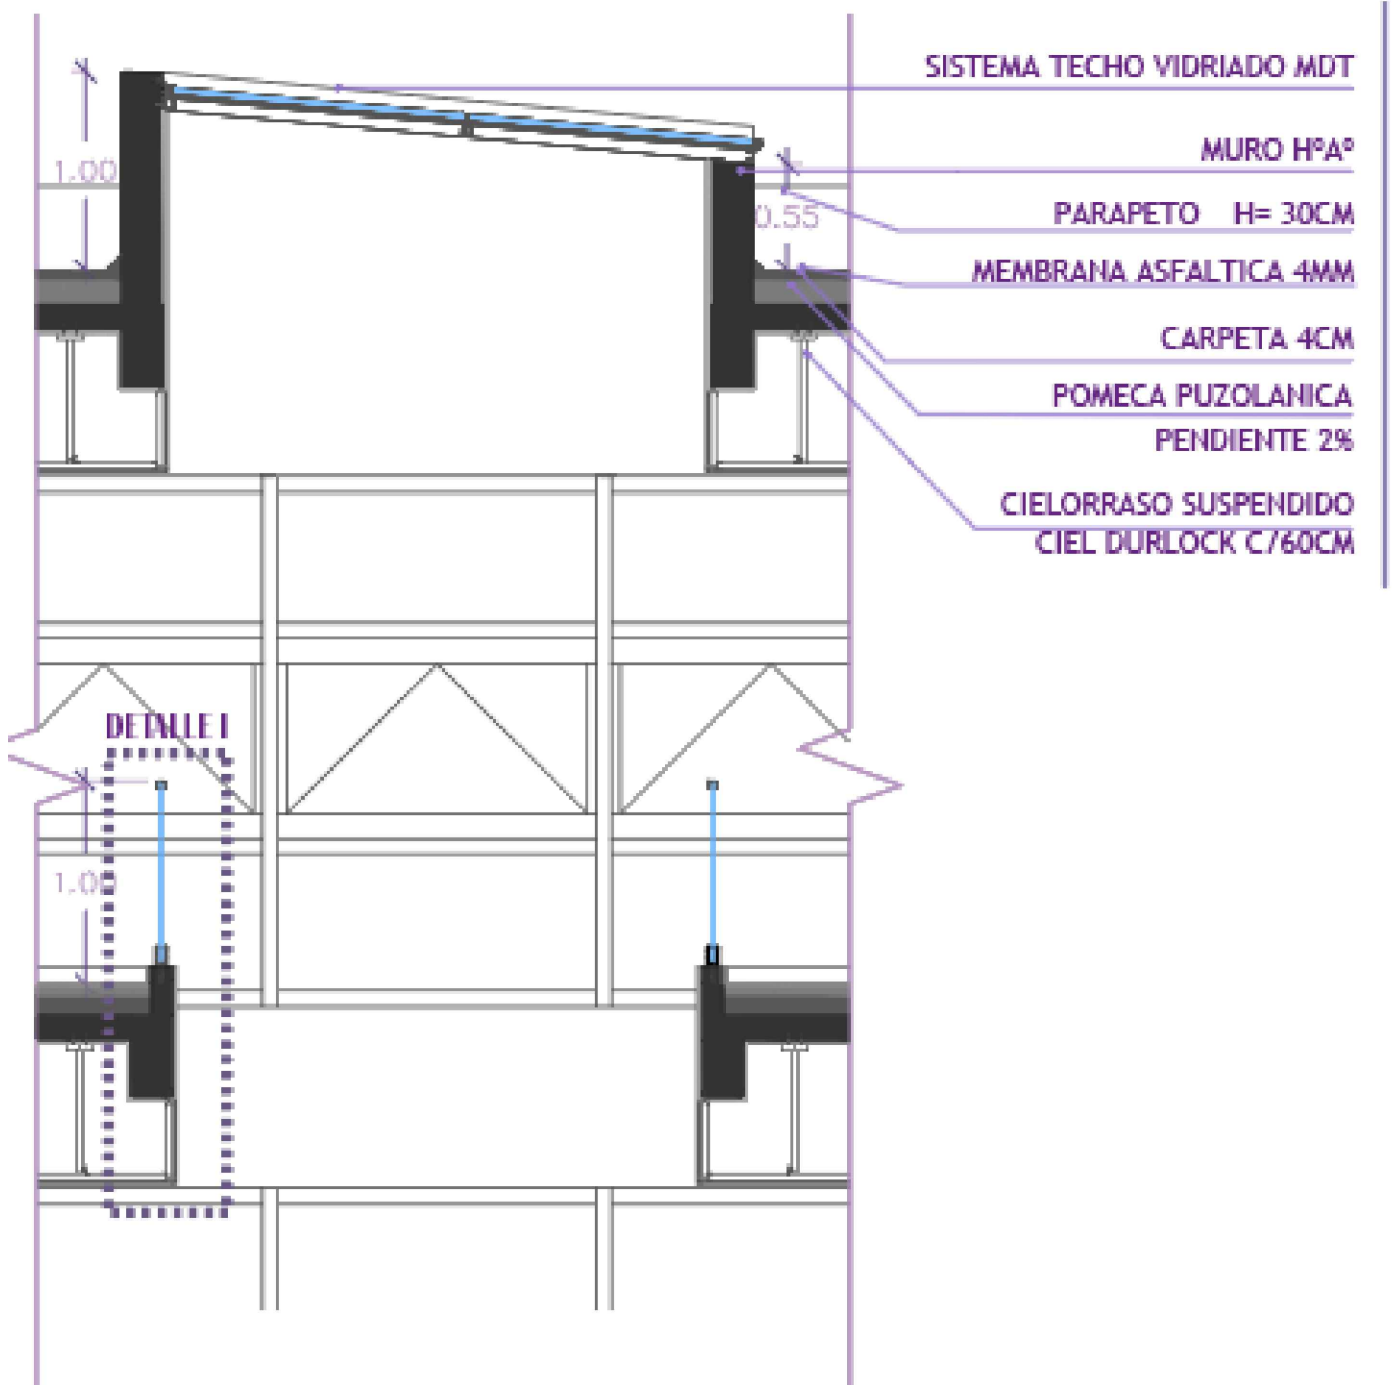 SISTEMA TECHO VIDRIADO MDT
1.00
MURO HºAº
PARAPETO H= 30CM
0.55
MEMBRANA ASFALTICA 4MM
CARPETA 4CM
POMECA PUZOLANICA
PENDIENTE 2%
CIELORRASO SUSPENDIDO
CIEL DURLOCK C/60CM
DETALLE I
1.00